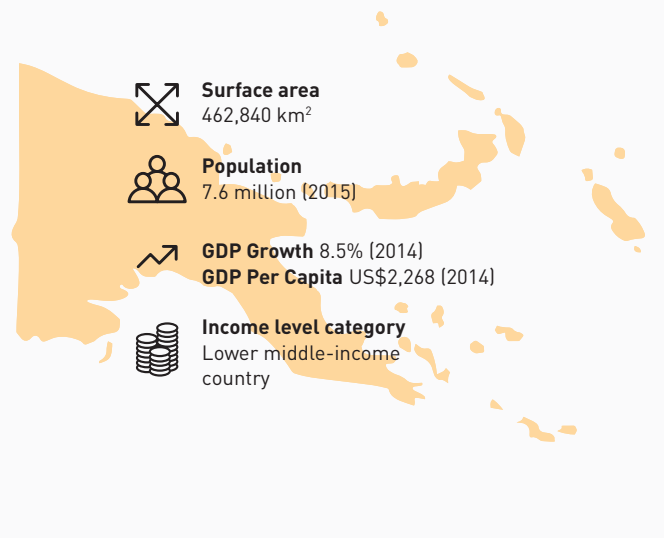 Surface area
462,840 km²
Population
7.6 million (2015)
GDP Growth 8.5% (2014)
GDP Per Capita US$2,268 (2014)
Income level category
Lower middle-income
country